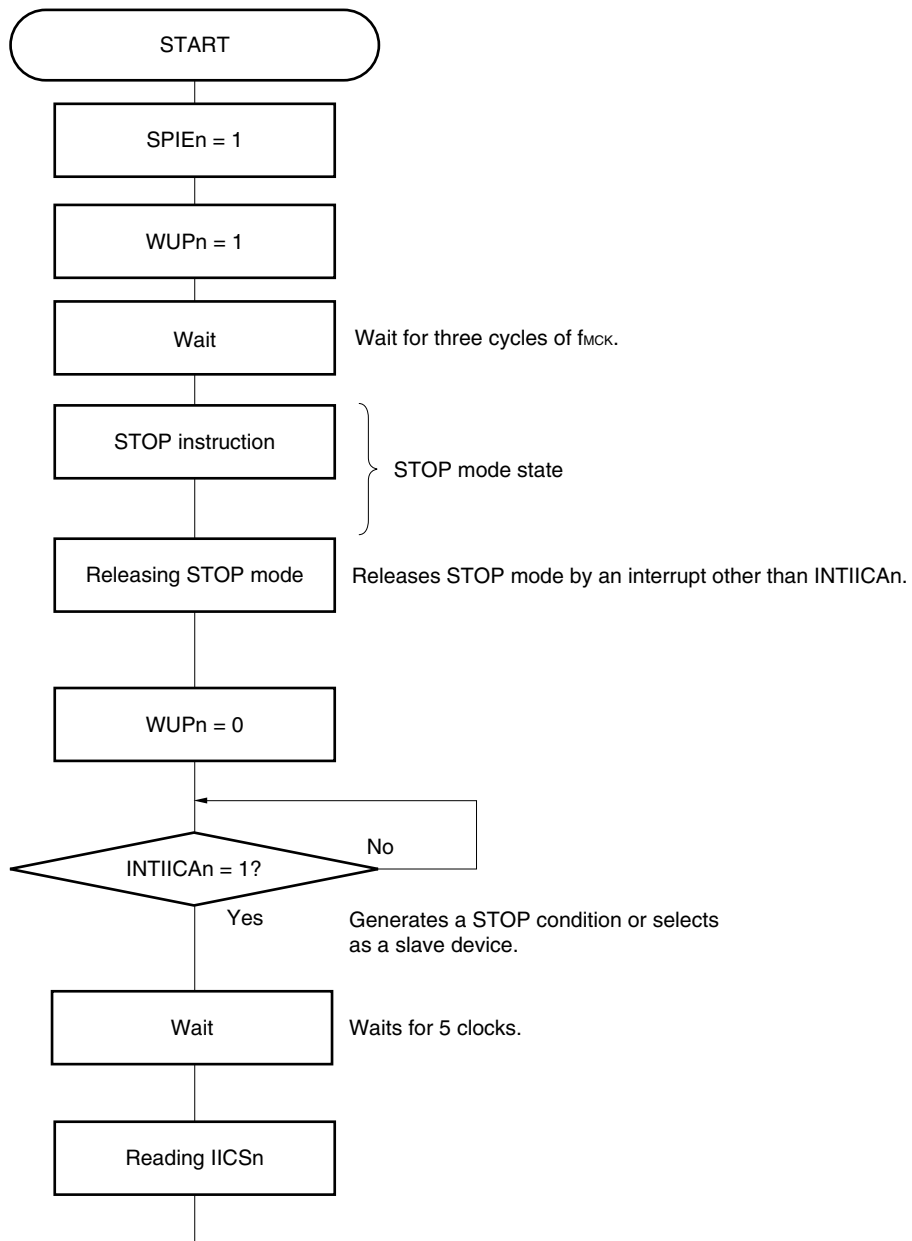 START
SPIEn = 1
WUPn = 1
Wait
Wait for three cycles of fMCK.
STOP instruction
STOP mode state
Releasing STOP mode
Releases STOP mode by an interrupt other than INTIICAn.
WUPn = 0
No
INTIICAn = 1?
Yes
Generates a STOP condition or selects
as a slave device.
Wait
Waits for 5 clocks.
Reading IICSn